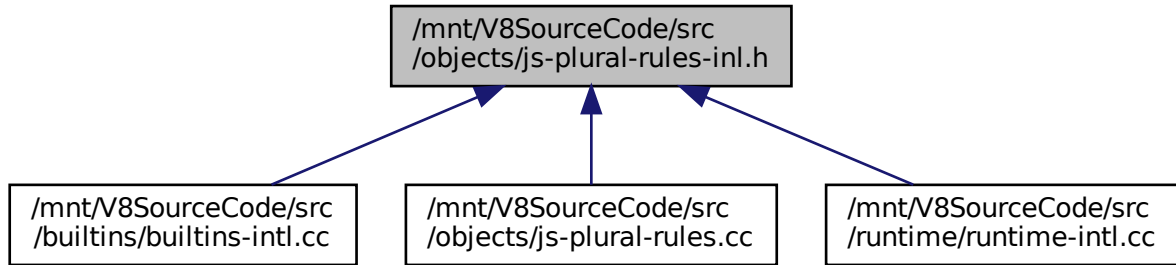 /mnt/V8SourceCode/src
/objects/js-plural-rules-inl.h
/mnt/V8SourceCode/src
/builtins/builtins-intl.cc
/mnt/V8SourceCode/src
/objects/js-plural-rules.cc
/mnt/V8SourceCode/src
/runtime/runtime-intl.cc